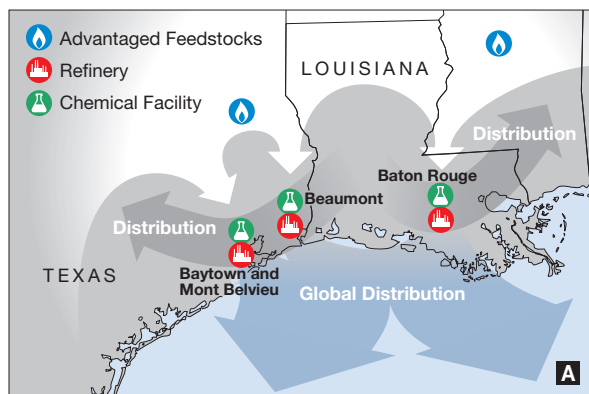 Advantaged Feedstocks
Refinery
Chemical Facility
LOUISIANA
Distribution
Baton Rouge
Beaumont
Distribution
TEXAS
Baytown and
Mont Belvieu
Global Distribution
A